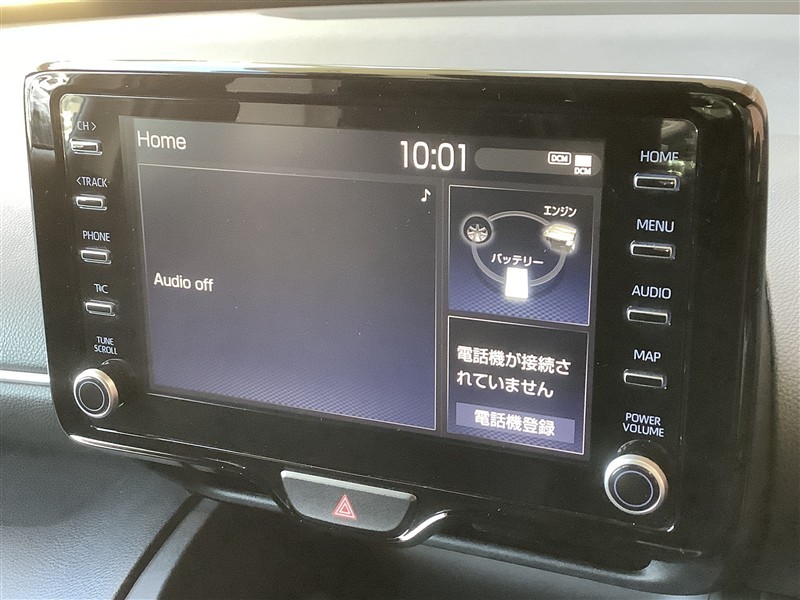 CH >
< TRACK
PHONE
T/C
TUNE
SCROLL
Home
10:01
DCM
DCM
Audio off
エンジン
バッテリー
電話機が接続さ
れていません
電話機登録
HOME
MENU
AUDIO
MAP
POWER
VOLUME